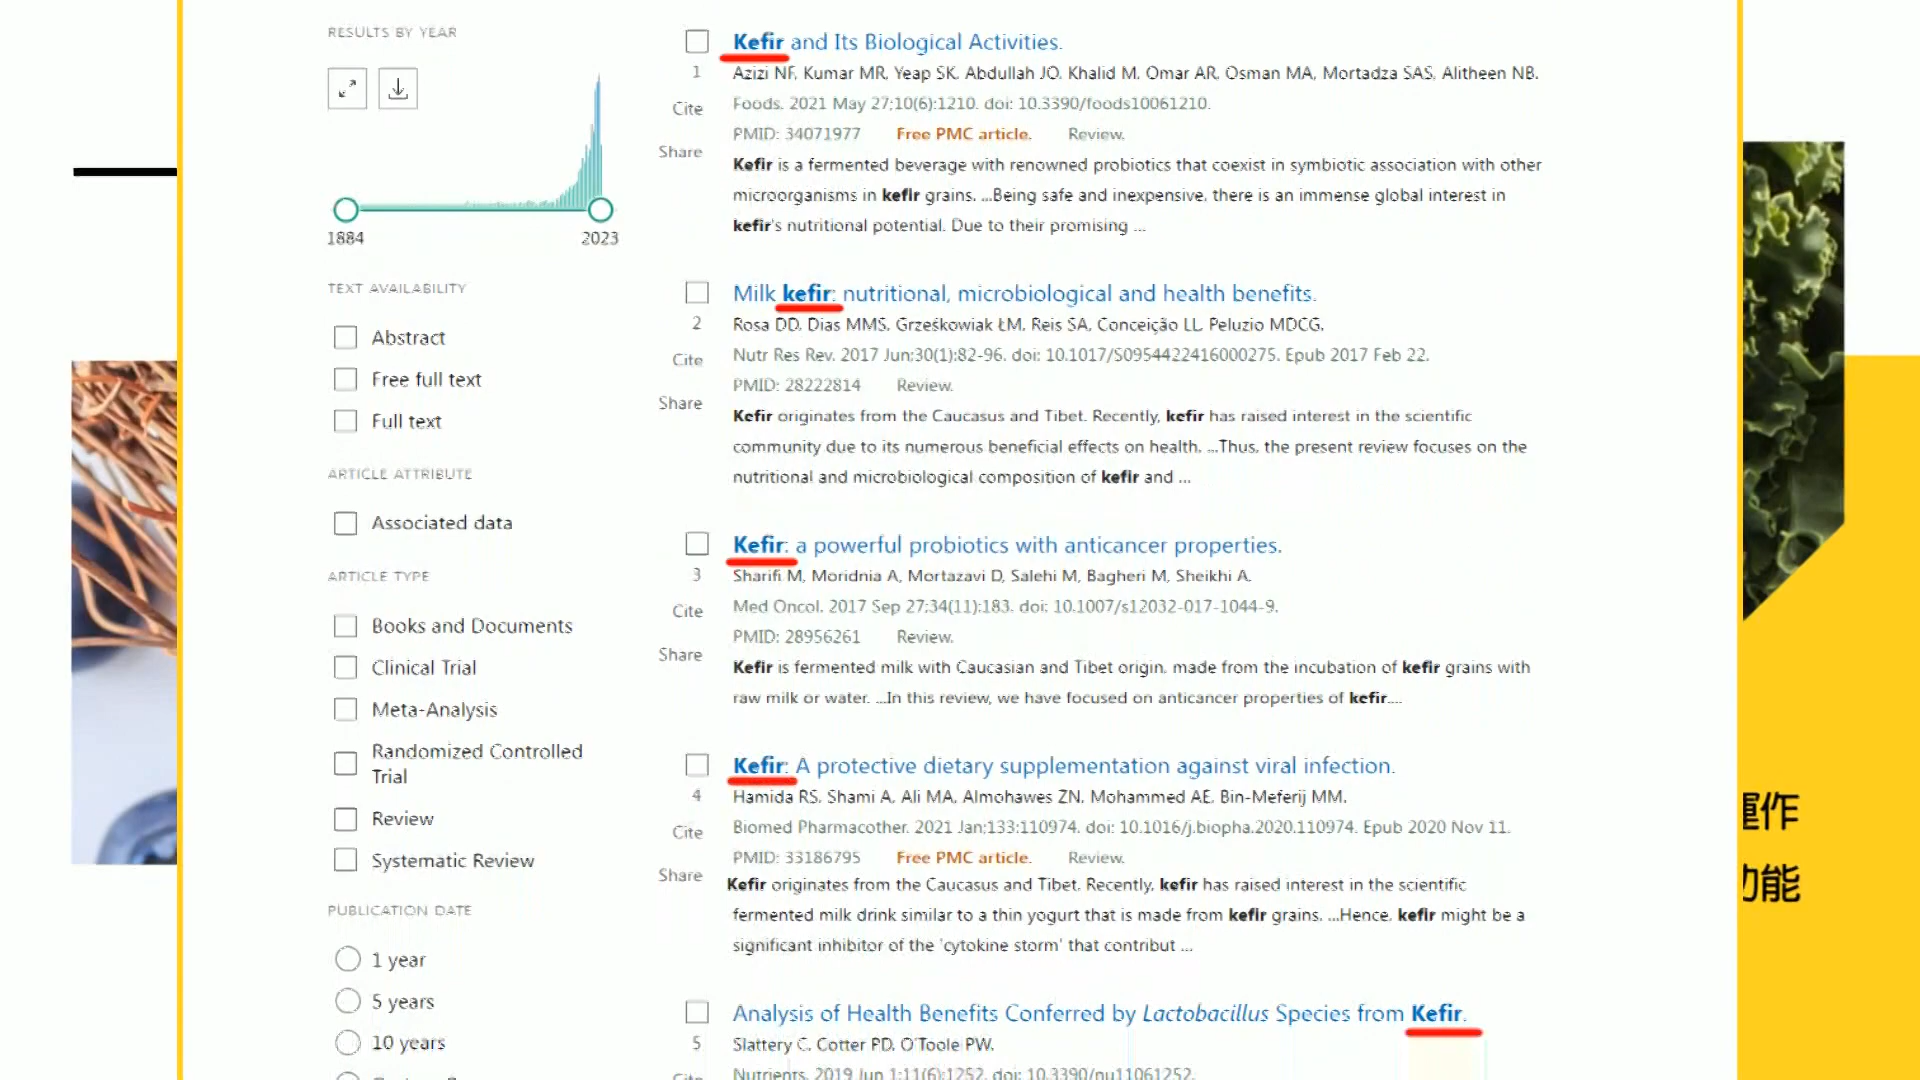 RESULTS BY YEAR
1884
2023
TEXT AVAILABILITY
Abstract
Free full text
Full text
ARTICLE ATTRIBUTE
Associated data
ARTICLE TYPE
Books and Documents
Clinical Trial
Meta-Analysis
Randomized Controlled
Trial
Review
Systematic Review
PUBLICATION DATE
1 year
5 years
10 years
Kefir and Its Biological Activities.
1
Azizi NF, Kumar MR, Yeap SK, Abdullah JO, Khalid M, Omar AR, Osman MA, Mortadza SAS, Alitheen NB.
Cite
Foods. 2021 May 27;10(6):1210. doi: 10.3390/foods10061210.
PMID: 34071977 Free PMC article. Review.
Share
Kefir is a fermented beverage with renowned probiotics that coexist in symbiotic association with other
microorganisms in kefir grains. ...Being safe and inexpensive, there is an immense global interest in
kefir's nutritional potential. Due to their promising ...
Milk kefir: nutritional, microbiological and health benefits.
2
Rosa DD, Dias MMS, Grześkowiak ŁM, Reis SA, Conceição LL, Peluzio MDCG.
Cite
Nutr Res Rev. 2017 Jun;30(1):82-96. doi: 10.1017/S0954422416000275. Epub 2017 Feb 22.
PMID: 28222814 Review.
Share
Kefir originates from the Caucasus and Tibet. Recently, kefir has raised interest in the scientific
community due to its numerous beneficial effects on health. ...Thus, the present review focuses on the
nutritional and microbiological composition of kefir and ...
Kefir: a powerful probiotics with anticancer properties.
3
Sharifi M, Moridnia A, Mortazavi D, Salehi M, Bagheri M, Sheikhi A.
Cite
Med Oncol. 2017 Sep 27;34(11):183. doi: 10.1007/s12032-017-1044-9.
PMID: 28956261 Review.
Share
Kefir is fermented milk with Caucasian and Tibet origin, made from the incubation of kefir grains with
raw milk or water. ...In this review, we have focused on anticancer properties of kefir....
Kefir: A protective dietary supplementation against viral infection.
4
Hamida RS, Shami A, Ali MA, Almohawes ZN, Mohammed AE, Bin-Meferij MM.
Cite
Biomed Pharmacother. 2021 Jan;133:110974. doi: 10.1016/j.biopha.2020.110974. Epub 2020 Nov 11.
PMID: 33186795 Free PMC article. Review.
Share
Kefir originates from the Caucasus and Tibet. Recently, kefir has raised interest in the scientific
fermented milk drink similar to a thin yogurt that is made from kefir grains. ...Hence, kefir might be a
significant inhibitor of the 'cytokine storm' that contribut ...
Analysis of Health Benefits Conferred by Lactobacillus Species from Kefir.
5
Slattery C, Cotter PD, O'Toole PW.
Cite
Nutrients. 2019 Jun 1;11(6):1252. doi: 10.3390/nu11061252.
運作
功能